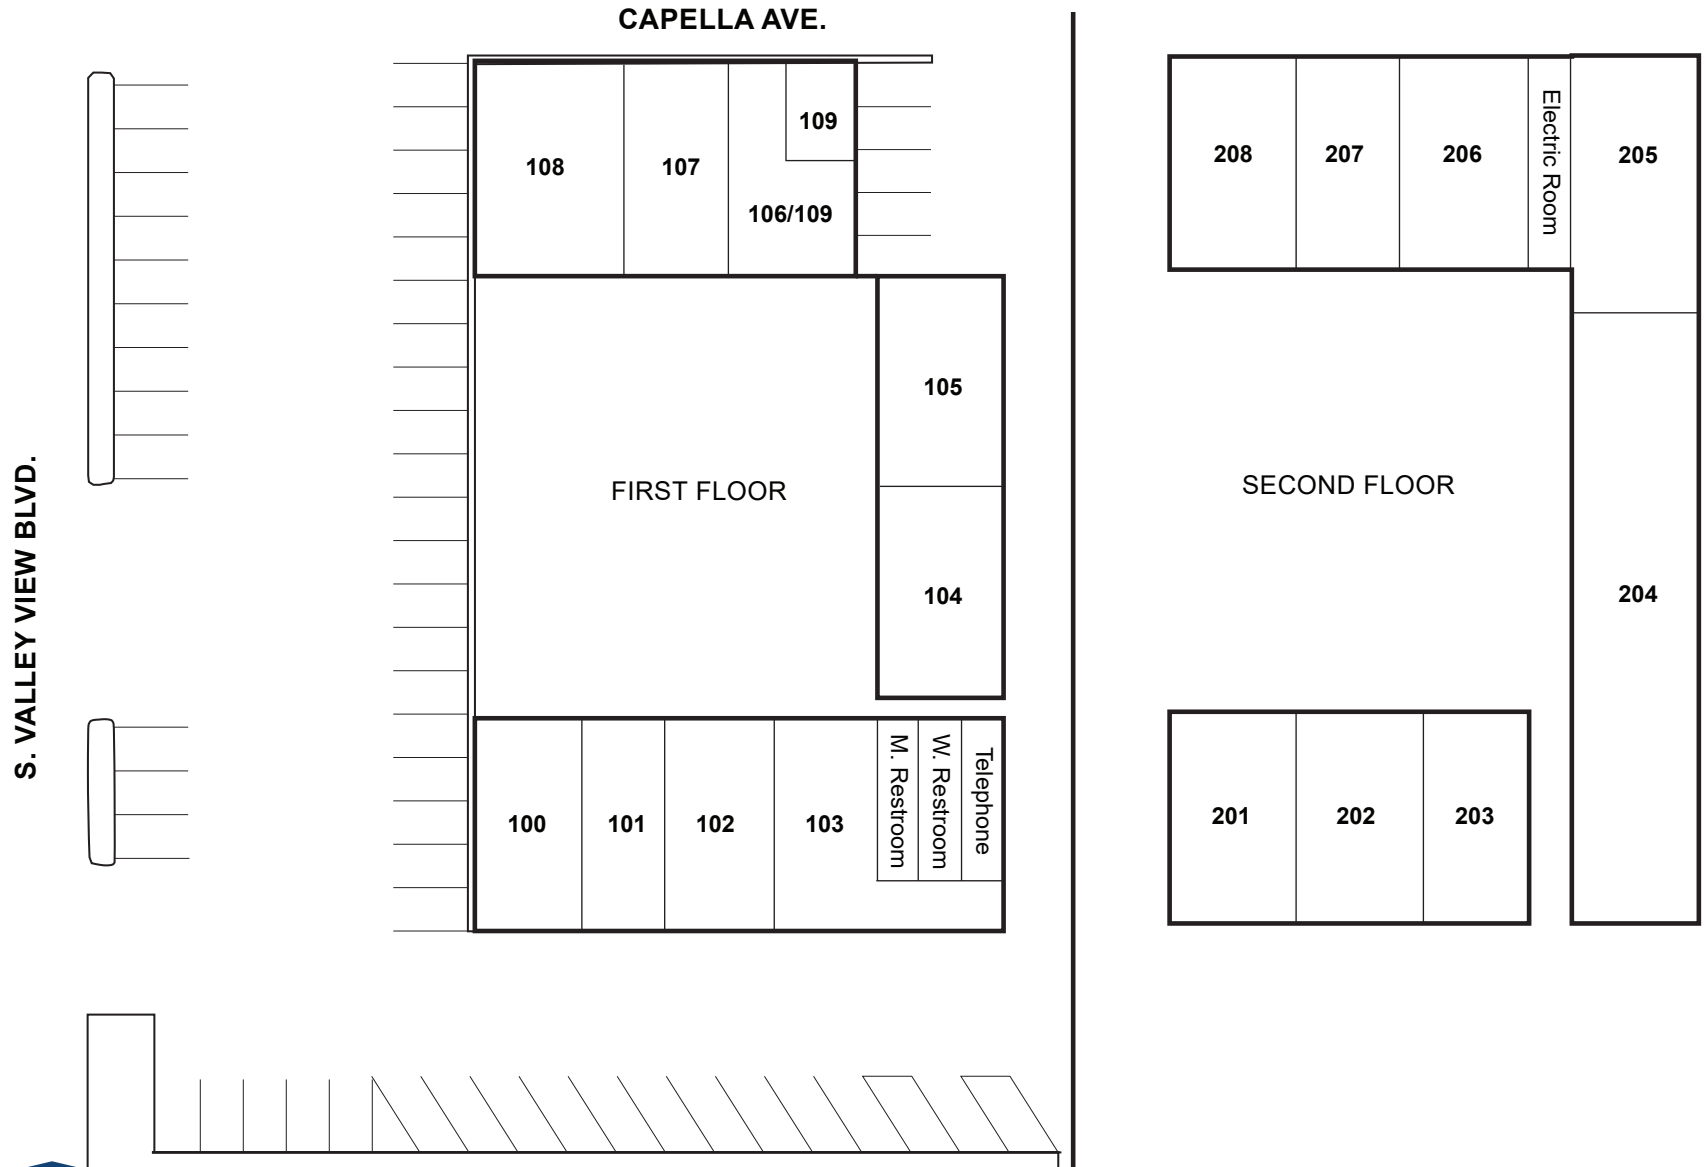 CAPELLA AVE.
S. VALLEY VIEW BLVD.
108
107
109
106/109
105
FIRST FLOOR
104
100
101
102
103
M. Restroom
W. Restroom
Telephone
208
207
206
Electric Room
205
SECOND FLOOR
204
201
202
203